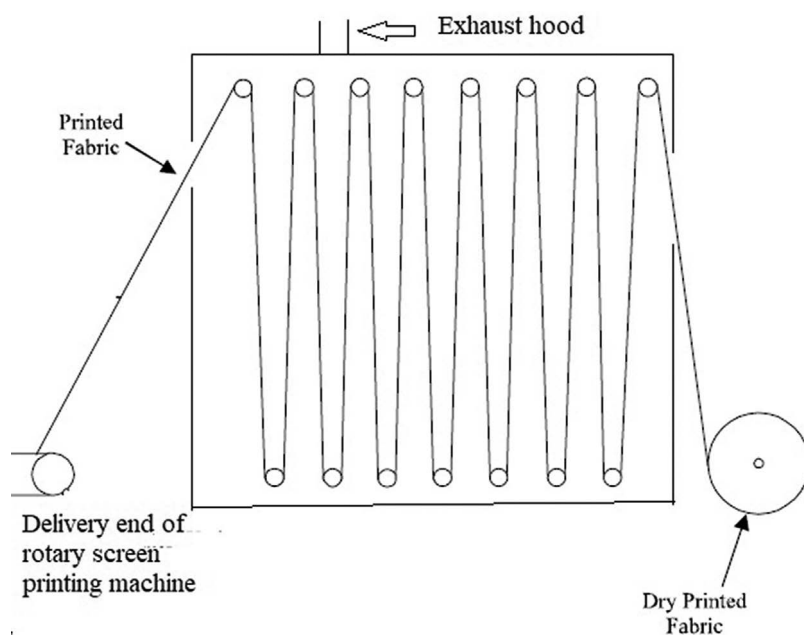 Exhaust hood
Printed
Fabric
Delivery end of
rotary screen
printing machine
Dry Printed
Fabric